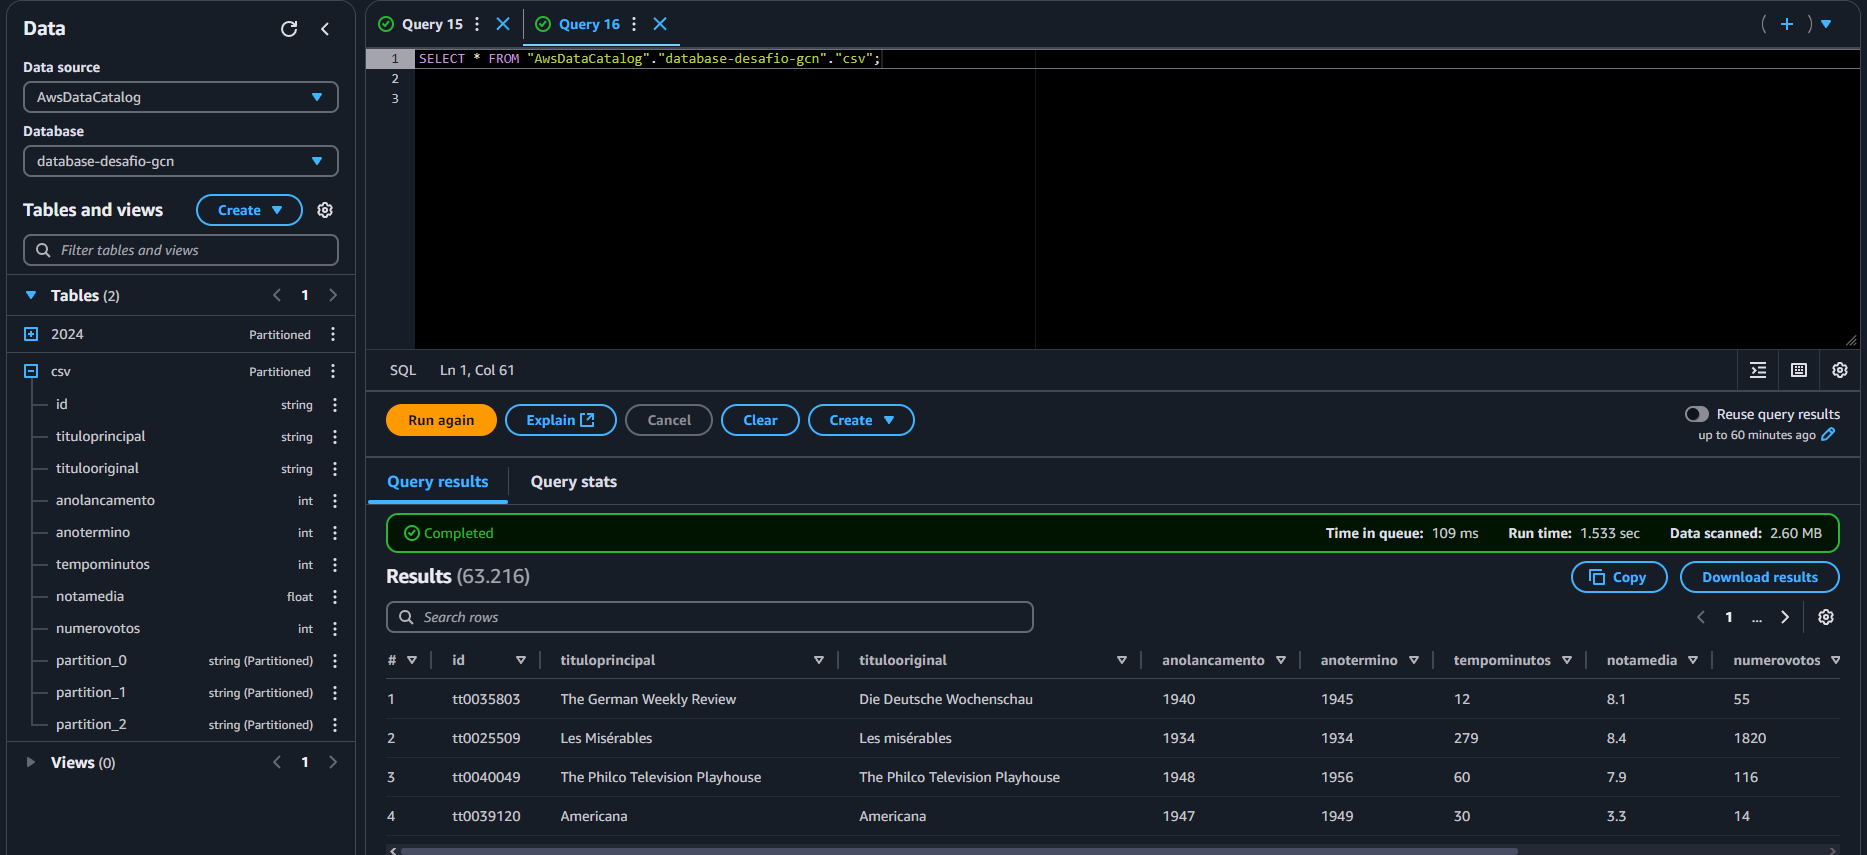 Data
Data source
AwsDataCatalog
Database
database-desafio-gcn
Tables and views
Create
Filter tables and views
Tables (2)
1
2024
Partitioned
csv
Partitioned
id
string
tituloprincipal
string
titulooriginal
string
anolancamento
int
anotermino
int
tempominutos
int
notamedia
float
numerovotos
int
partition_0
string (Partitioned)
partition_1
string (Partitioned)
partition_2
string (Partitioned)
Views (0)
1
Query 15
Query 16
1 SELECT * FROM "AwsDataCatalog"."database-desafio-gcn"."csv";
2
3
SQL
Ln 1, Col 61
Run again
Explain
Cancel
Clear
Create
Reuse query results
up to 60 minutes ago
Query results
Query stats
Completed
Time in queue: 109 ms
Run time: 1.533 sec
Data scanned: 2.60 MB
Results (63.216)
Copy
Download results
Search rows
1 ...
# id tituloprincipal titulooriginal anolancamento anotermino tempominutos notamedia numerovotos
1 tt0035803 The German Weekly Review Die Deutsche Wochenschau 1940 1945 12 8.1 55
2 tt0025509 Les Misérables Les misérables 1934 1934 279 8.4 1820
3 tt0040049 The Philco Television Playhouse The Philco Television Playhouse 1948 1956 60 7.9 116
4 tt0039120 Americana Americana 1947 1949 30 3.3 14